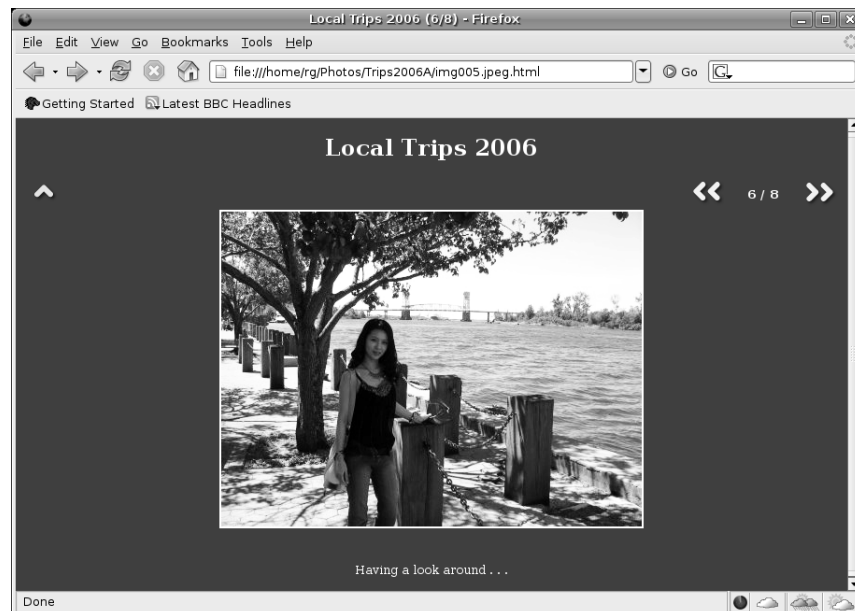 Local Trips 2006 (6/8) - Firefox
File Edit View Go Bookmarks Tools Help
file:///home/rg/Photos/Trips2006A/img005.jpeg.html Go G
Getting Started Latest BBC Headlines
Local Trips 2006
6 / 8
Having a look around . . .
Done